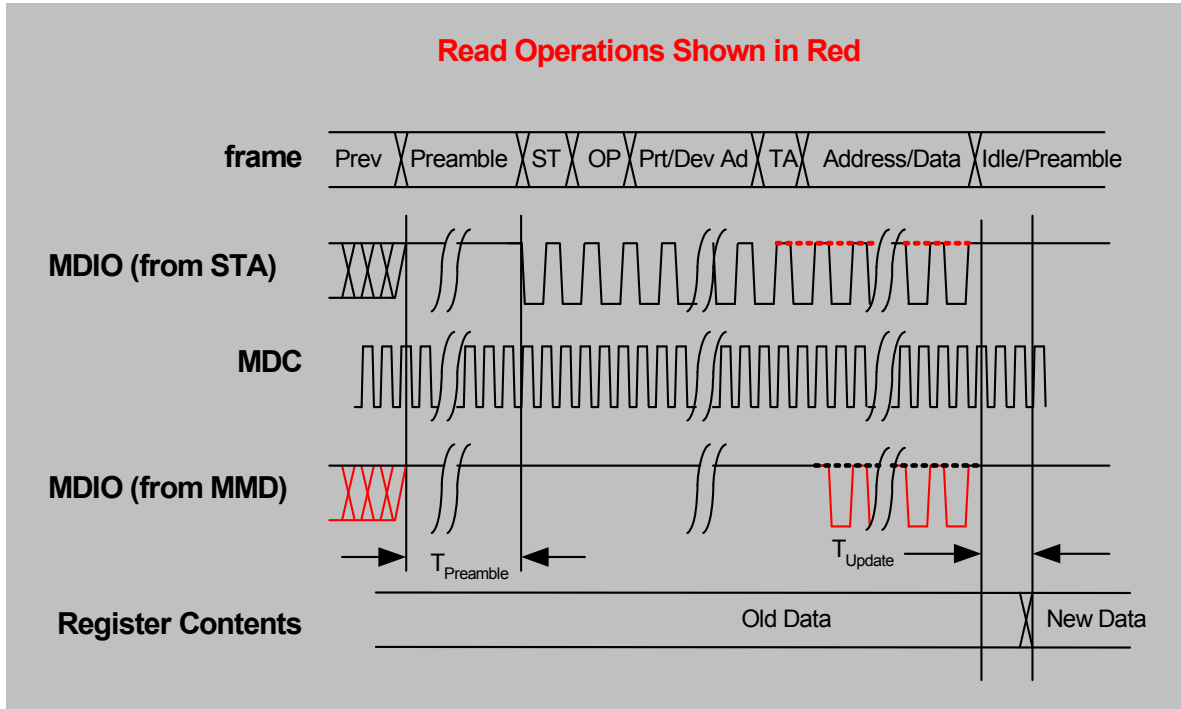 Read Operations Shown in Red
frame Prev Preamble ST OP Prt/Dev Ad TA Address/Data Idle/Preamble
MDIO (from STA)
MDC
MDIO (from MMD)
TPreamble TUpdate
Register Contents Old Data New Data